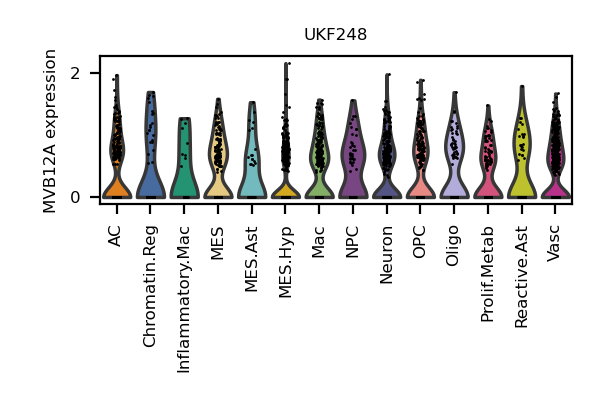 UKF248
MVB12A expression
2
0
AC
Chromatin.Reg
Inflammatory.Mac
MES
MES.Ast
MES.Hyp
Mac
NPC
Neuron
OPC
Oligo
Prolif.Metab
Reactive.Ast
Vasc